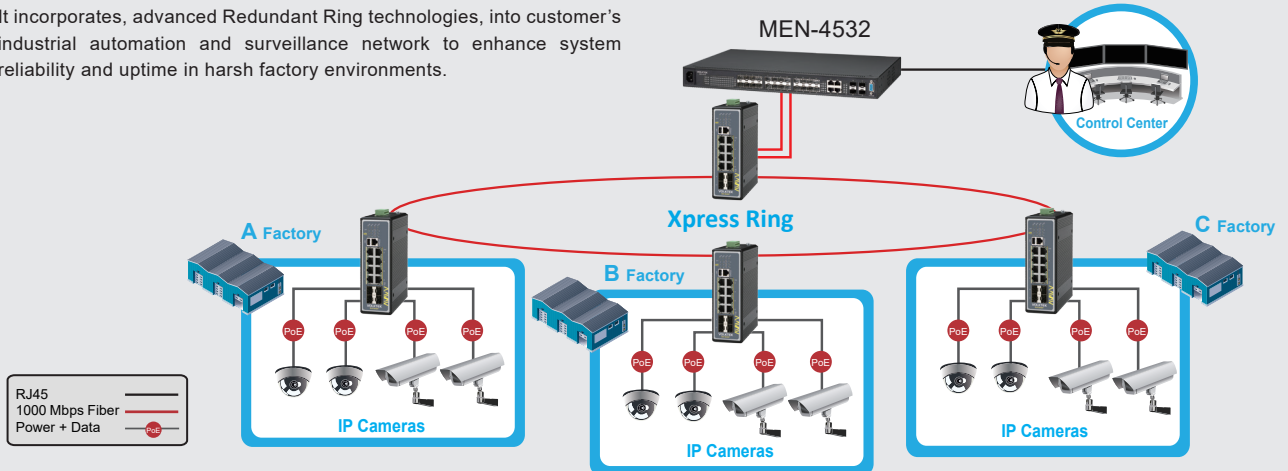 It incorporates, advanced Redundant Ring technologies, into customer's
industrial automation and surveillance network to enhance system
reliability and uptime in harsh factory environments.
MEN-4532
Control Center
Xpress Ring
A Factory
B Factory
C Factory
PoE PoE PoE PoE
PoE PoE PoE PoE
PoE PoE PoE PoE
IP Cameras
IP Cameras
IP Cameras
RJ45
1000 Mbps Fiber
Power + Data PoE